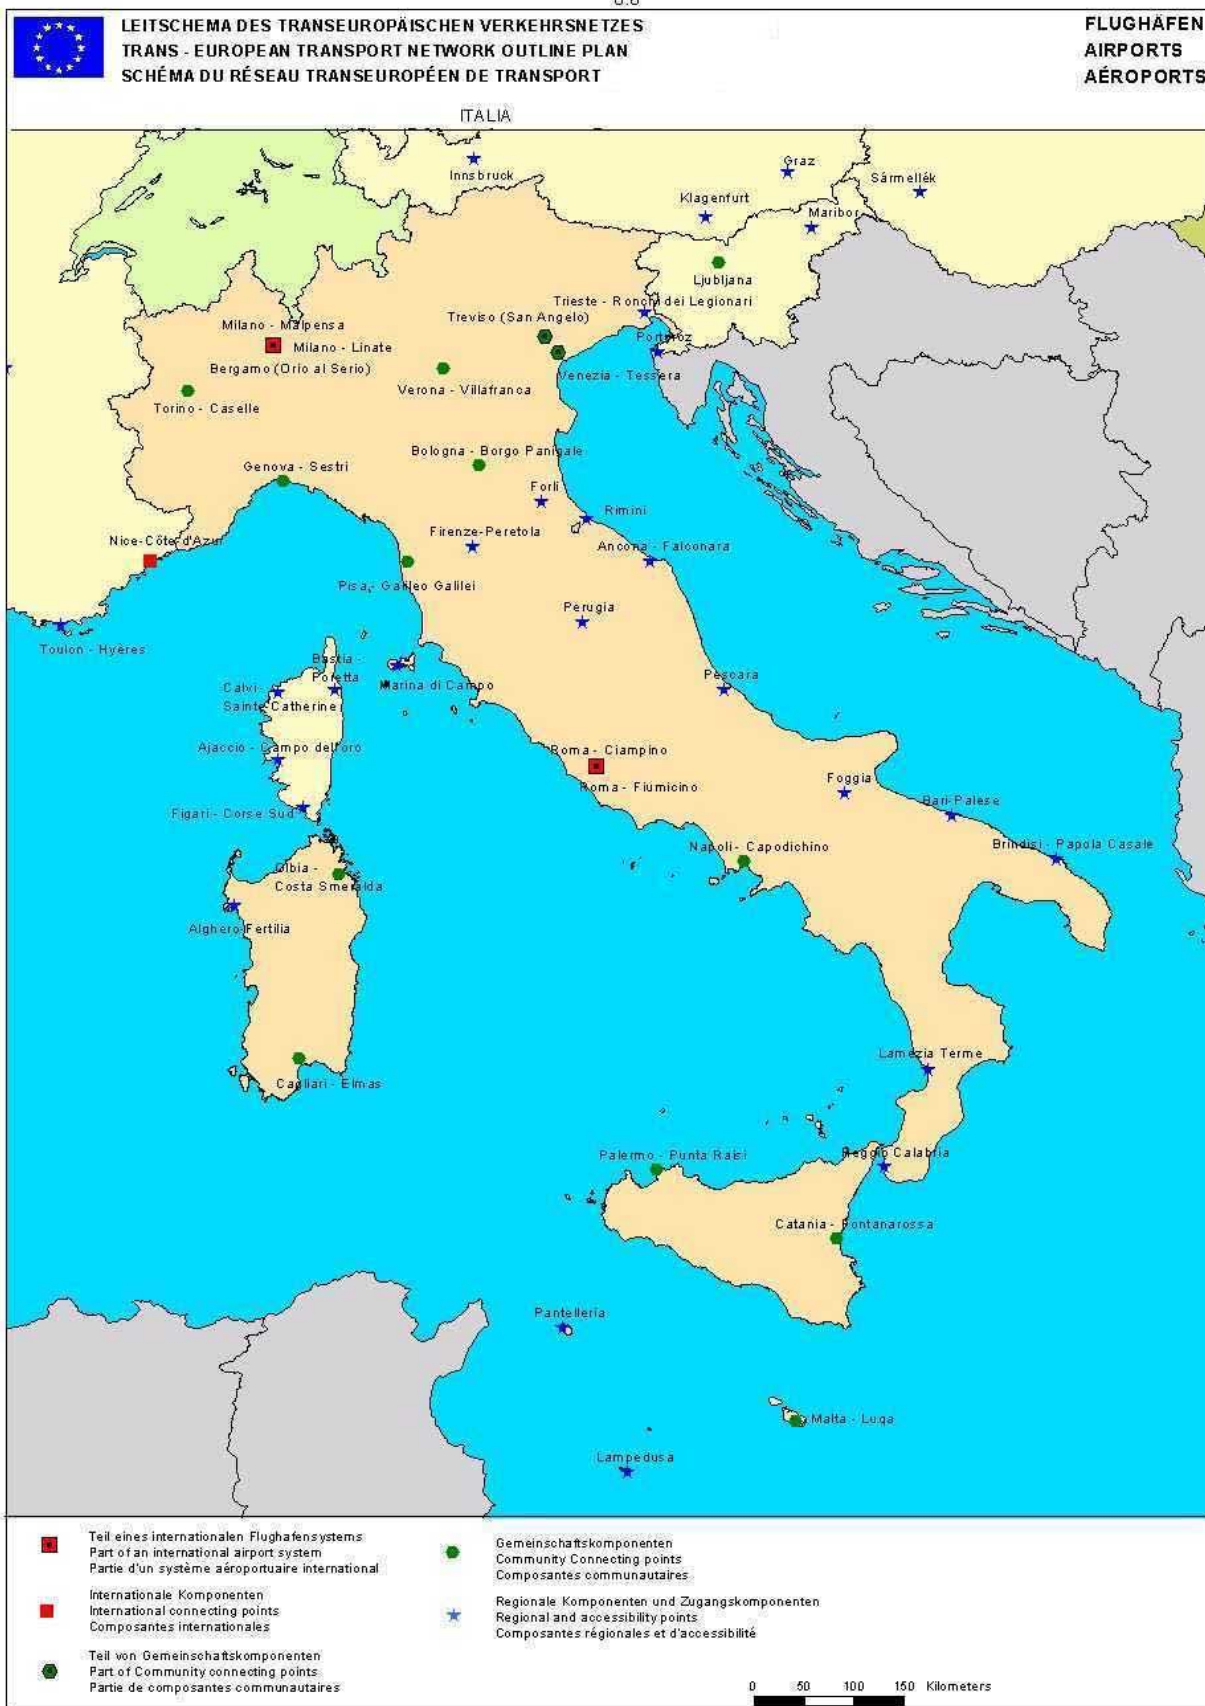 LEITSCHEMA DES TRANSEUROPÄISCHEN VERKEHRSNETZES
TRANS - EUROPEAN TRANSPORT NETWORK OUTLINE PLAN
SCHÉMA DU RÉSEAU TRANSEUROPÉEN DE TRANSPORT
FLUGHÄFEN
AIRPORTS
AÉROPORTS
ITALIA
Innsbruck
Graz
Sármellék
Klagenfurt
Maribor
Ljubljana
Trieste - Ronchi dei Legionari
Treviso (San Angelo)
Milano - Malpensa
Milano - Linate
Portoroz
Bergamo (Orio al Serio)
Verona - Villafranca
Venezia - Tessera
Torino - Caselle
Bologna - Borgo Panigale
Genova - Sestri
Forlì
Rimini
Firenze-Peretola
Nice-Côte-d'Azur
Ancona - Falconara
Pisa - Galileo Galilei
Perugia
Toulon - Hyères
Bastia -
Poretta
Marina di Campo
Pescara
Calvi -
Sainte Catherine
Ajaccio - Campo dell'oro
Roma - Ciampino
Roma - Fiumicino
Foggia
Figari - Corse Sud
Bari-Palese
Napoli - Capodichino
Brindisi - Papola Casale
Olbia -
Costa Smeralda
Alghero-Fertilia
Cagliari - Elmas
Lamezia Terme
Palermo - Punta Raisi
Reggio Calabria
Catania - Fontanarossa
Pantelleria
Malta - Luqa
Lampedusa
Teil eines internationalen Flughafensystems
Part of an international airport system
Partie d'un système aéroportuaire international
Internationale Komponenten
International connecting points
Composantes internationales
Teil von Gemeinschaftskomponenten
Part of Community connecting points
Partie de composantes communautaires
Gemeinschaftskomponenten
Community Connecting points
Composantes communautaires
Regionale Komponenten und Zugangskomponenten
Regional and accessibility points
Composantes régionales et d'accessibilité
0 50 100 150 Kilometers